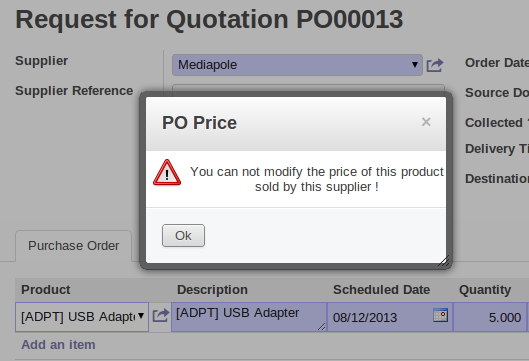 Request for Quotation PO00013
Supplier
Mediapole
Order Date
Supplier Reference
Source Do
Collected
Delivery Ti
Destination
PO Price
×
You can not modify the price of this product
sold by this supplier !
Ok
Purchase Order
Product Description Scheduled Date Quantity
[ADPT] USB Adapte [ADPT] USB Adapter 08/12/2013 5.000
Add an item